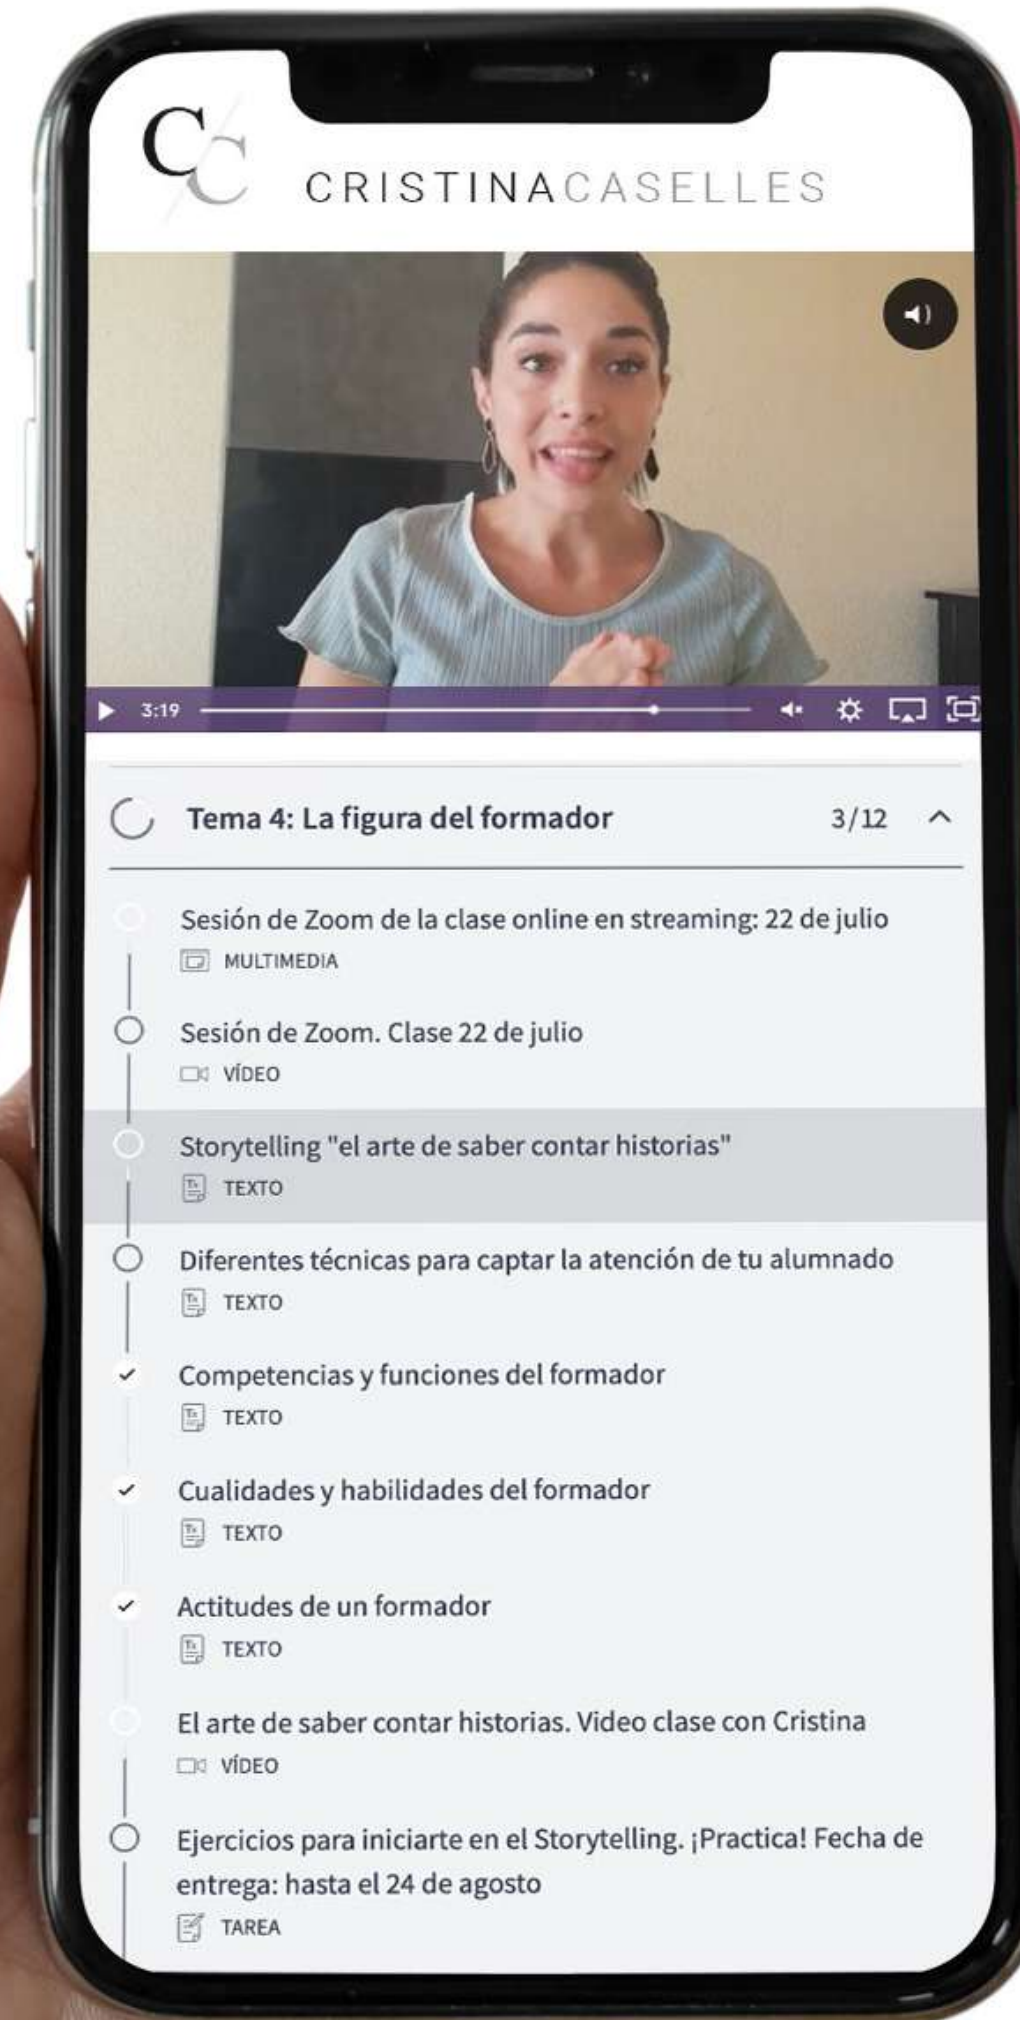 CC
CRISTINACASELLES
3:19
Tema 4: La figura del formador 3/12
Sesión de Zoom de la clase online en streaming: 22 de julio
MULTIMEDIA
Sesión de Zoom. Clase 22 de julio
VÍDEO
Storytelling "el arte de saber contar historias"
TEXTO
Diferentes técnicas para captar la atención de tu alumnado
TEXTO
Competencias y funciones del formador
TEXTO
Cualidades y habilidades del formador
TEXTO
Actitudes de un formador
TEXTO
El arte de saber contar historias. Video clase con Cristina
VÍDEO
Ejercicios para iniciarte en el Storytelling. ¡Practica! Fecha de
entrega: hasta el 24 de agosto
TAREA